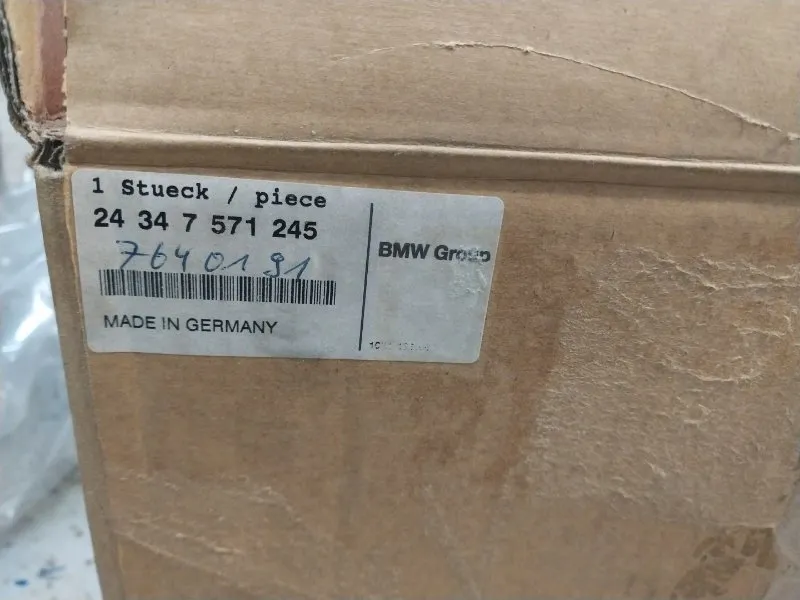 1 Stueck / piece
24 34 7 571 245
7640191
MADE IN GERMANY
BMW Group